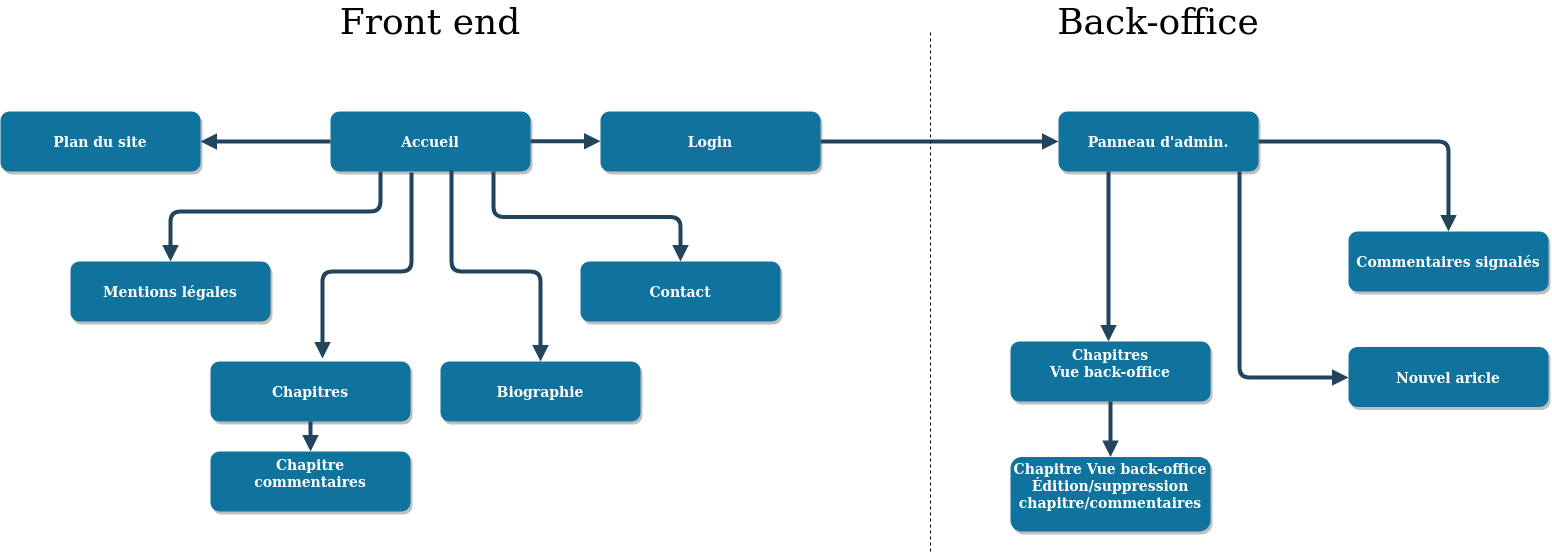 Front end
Back-office
Plan du site
Accueil
Login
Panneau d'admin.
Mentions légales
Contact
Commentaires signalés
Chapitres
Biographie
Chapitres
Vue back-office
Nouvel aricle
Chapitre
commentaires
Chapitre Vue back-office
Édition/suppression
chapitre/commentaires